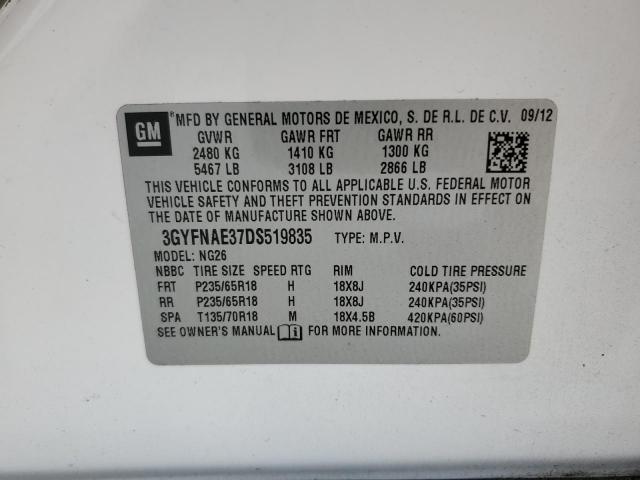 GM ® MFD BY GENERAL MOTORS DE MEXICO, S. DE R.L. DE C.V. 09/12
GVWR GAWR FRT GAWR RR
2480 KG 1410 KG 1300 KG
5467 LB 3108 LB 2866 LB
THIS VEHICLE CONFORMS TO ALL APPLICABLE U.S. FEDERAL MOTOR
VEHICLE SAFETY AND THEFT PREVENTION STANDARDS IN EFFECT ON
THE DATE OF MANUFACTURE SHOWN ABOVE.
3GYFNAE37DS519835 TYPE: M.P.V.
MODEL: NG26
NBBC TIRE SIZE SPEED RTG RIM COLD TIRE PRESSURE
FRT P235/65R18 H 18X8J 240KPA(35PSI)
RR P235/65R18 H 18X8J 240KPA(35PSI)
SPA T135/70R18 M 18X4.5B 420KPA(60PSI)
SEE OWNER'S MANUAL FOR MORE INFORMATION.